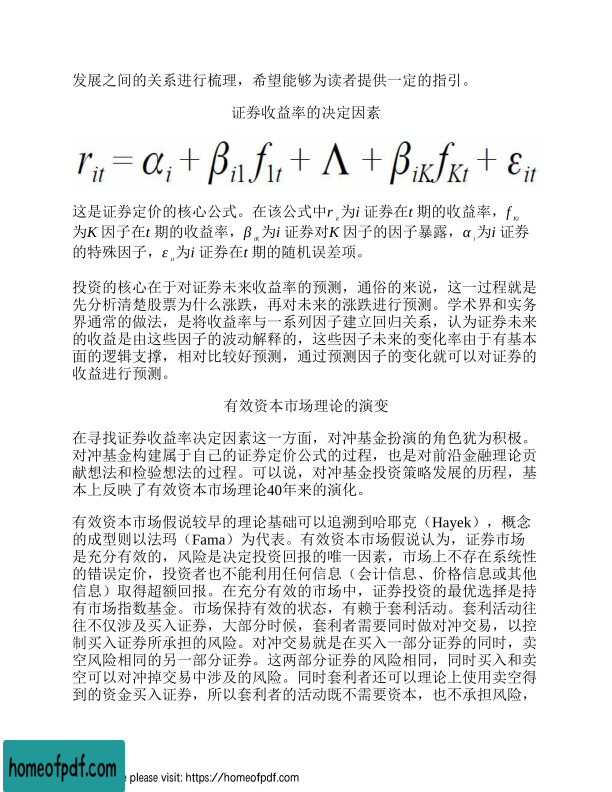 发展之间的关系进行梳理，希望能够为读者提供一定的指引。
证券收益率的决定因素
r_it = α_i + β_i1 f_1t + Λ + β_iK f_Kt + ε_it
这是证券定价的核心公式。在该公式中r it 为i 证券在t 期的收益率，f Kt
为K 因子在t 期的收益率，β iK 为i 证券对K 因子的因子暴露，α i 为i 证券
的特殊因子，ε it 为i 证券在t 期的随机误差项。
投资的核心在于对证券未来收益率的预测，通俗的来说，这一过程就是
先分析清楚股票为什么涨跌，再对未来的涨跌进行预测。学术界和实务
界通常的做法，是将收益率与一系列因子建立回归关系，认为证券未来
的收益是由这些因子的波动解释的，这些因子未来的变化率由于有基本
面的逻辑支撑，相对比较好预测，通过预测因子的变化就可以对证券的
收益进行预测。
有效资本市场理论的演变
在寻找证券收益率决定因素这一方面，对冲基金扮演的角色犹为积极。
对冲基金构建属于自己的证券定价公式的过程，也是对前沿金融理论贡
献想法和检验想法的过程。可以说，对冲基金投资策略发展的历程，基
本上反映了有效资本市场理论40年来的演化。
有效资本市场假说较早的理论基础可以追溯到哈耶克（Hayek），概念
的成型则以法玛（Fama）为代表。有效资本市场假说认为，证券市场
是充分有效的，风险是决定投资回报的唯一因素，市场上不存在系统性
的错误定价，投资者也不能利用任何信息（会计信息、价格信息或其他
信息）取得超额回报。在充分有效的市场中，证券投资的最优选择是持
有市场指数基金。市场保持有效的状态，有赖于套利活动。套利活动往
往不仅涉及买入证券，大部分时候，套利者需要同时做对冲交易，以控
制买入证券所承担的风险。对冲交易就是在买入一部分证券的同时，卖
空风险相同的另一部分证券。这两部分证券的风险相同，同时买入和卖
空可以对冲掉交易中涉及的风险。同时套利者还可以理论上使用卖空得
到的资金买入证券，所以套利者的活动既不需要资本，也不承担风险，
homeofpdf.com
e please visit: https://homeofpdf.com